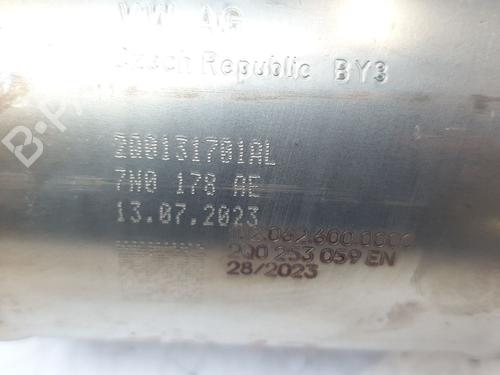 VW AG
Czech Republic BY3
2Q0131701AL
7N0 178 AE
13.07.2023
2Q0 253 059 EN
28/2023